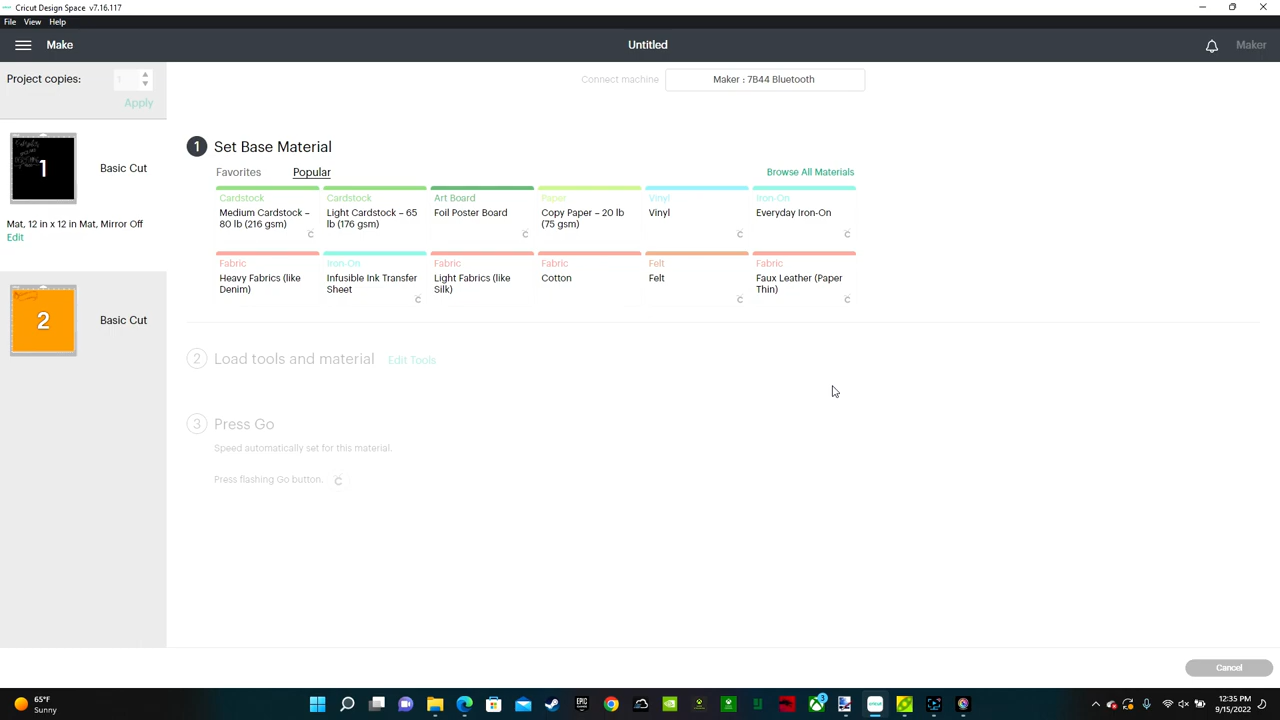 Cricut Design Space v7.16.117
File View Help
Make
Untitled
Maker
Project copies:
1
Apply
Connect machine
Maker : 7B44 Bluetooth
1
Basic Cut
Mat, 12 in x 12 in Mat, Mirror Off
Edit
2
Basic Cut
1 Set Base Material
Favorites Popular
Browse All Materials
Cardstock
Medium Cardstock –
80 lb (216 gsm)
Cardstock
Light Cardstock – 65
lb (176 gsm)
Art Board
Foil Poster Board
Paper
Copy Paper – 20 lb
(75 gsm)
Vinyl
Vinyl
Iron-On
Everyday Iron-On
Fabric
Heavy Fabrics (like
Denim)
Iron-On
Infusible Ink Transfer
Sheet
Fabric
Light Fabrics (like
Silk)
Fabric
Cotton
Felt
Felt
Fabric
Faux Leather (Paper
Thin)
2 Load tools and material Edit Tools
3 Press Go
Speed automatically set for this material.
Press flashing Go button.
Cancel
65°F
Sunny
EPIC
cricut
3
12:35 PM
9/15/2022